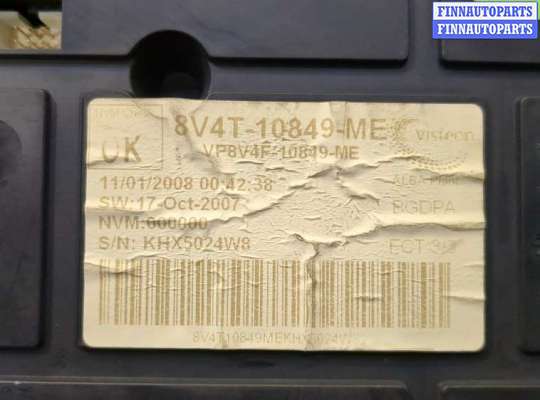 FINNAUTOPARTS
FINNAUTOPARTS
8V4T-10849-ME
Visteon
OK
VP8V4F-10849-ME
11/01/2008 00:42:38
SW: 17-Oct-2007
BGDPA
NVM:000000
S/N: KHX5024W8
8V4T10849MEKHX5024W8